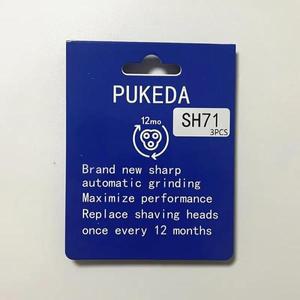 PUKEDA
SH71
3PCS
12mo
Brand new sharp
automatic grinding
Maximize performance
Replace shaving heads
once every 12 months